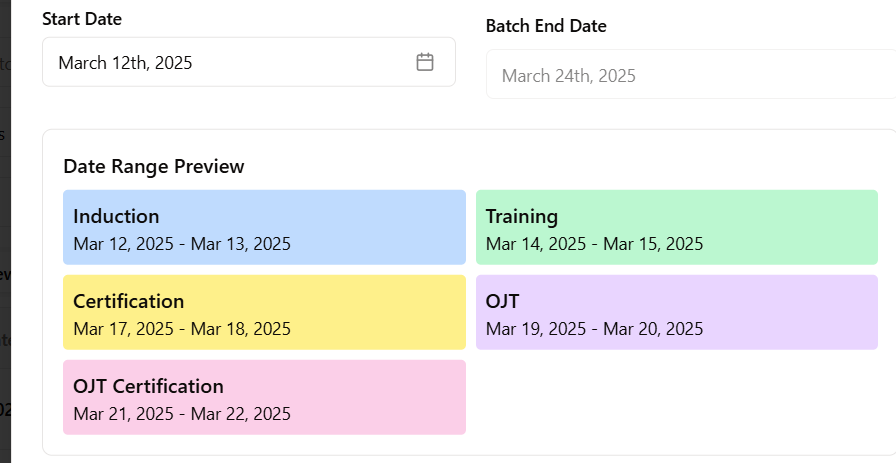 Start Date
Batch End Date
March 12th, 2025
March 24th, 2025
Date Range Preview
Induction
Mar 12, 2025 - Mar 13, 2025
Training
Mar 14, 2025 - Mar 15, 2025
Certification
Mar 17, 2025 - Mar 18, 2025
OJT
Mar 19, 2025 - Mar 20, 2025
OJT Certification
Mar 21, 2025 - Mar 22, 2025